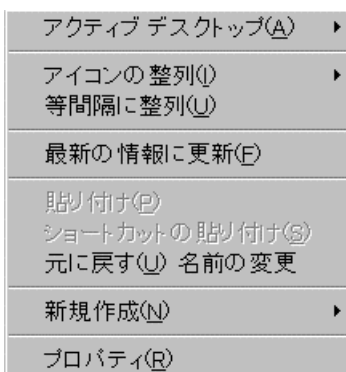 アクティブ デスクトップ(A)
アイコンの整列(I)
等間隔に整列(U)
最新の情報に更新(F)
貼り付け(P)
ショートカットの貼り付け(S)
元に戻す(U) 名前の変更
新規作成(N)
プロパティ(R)